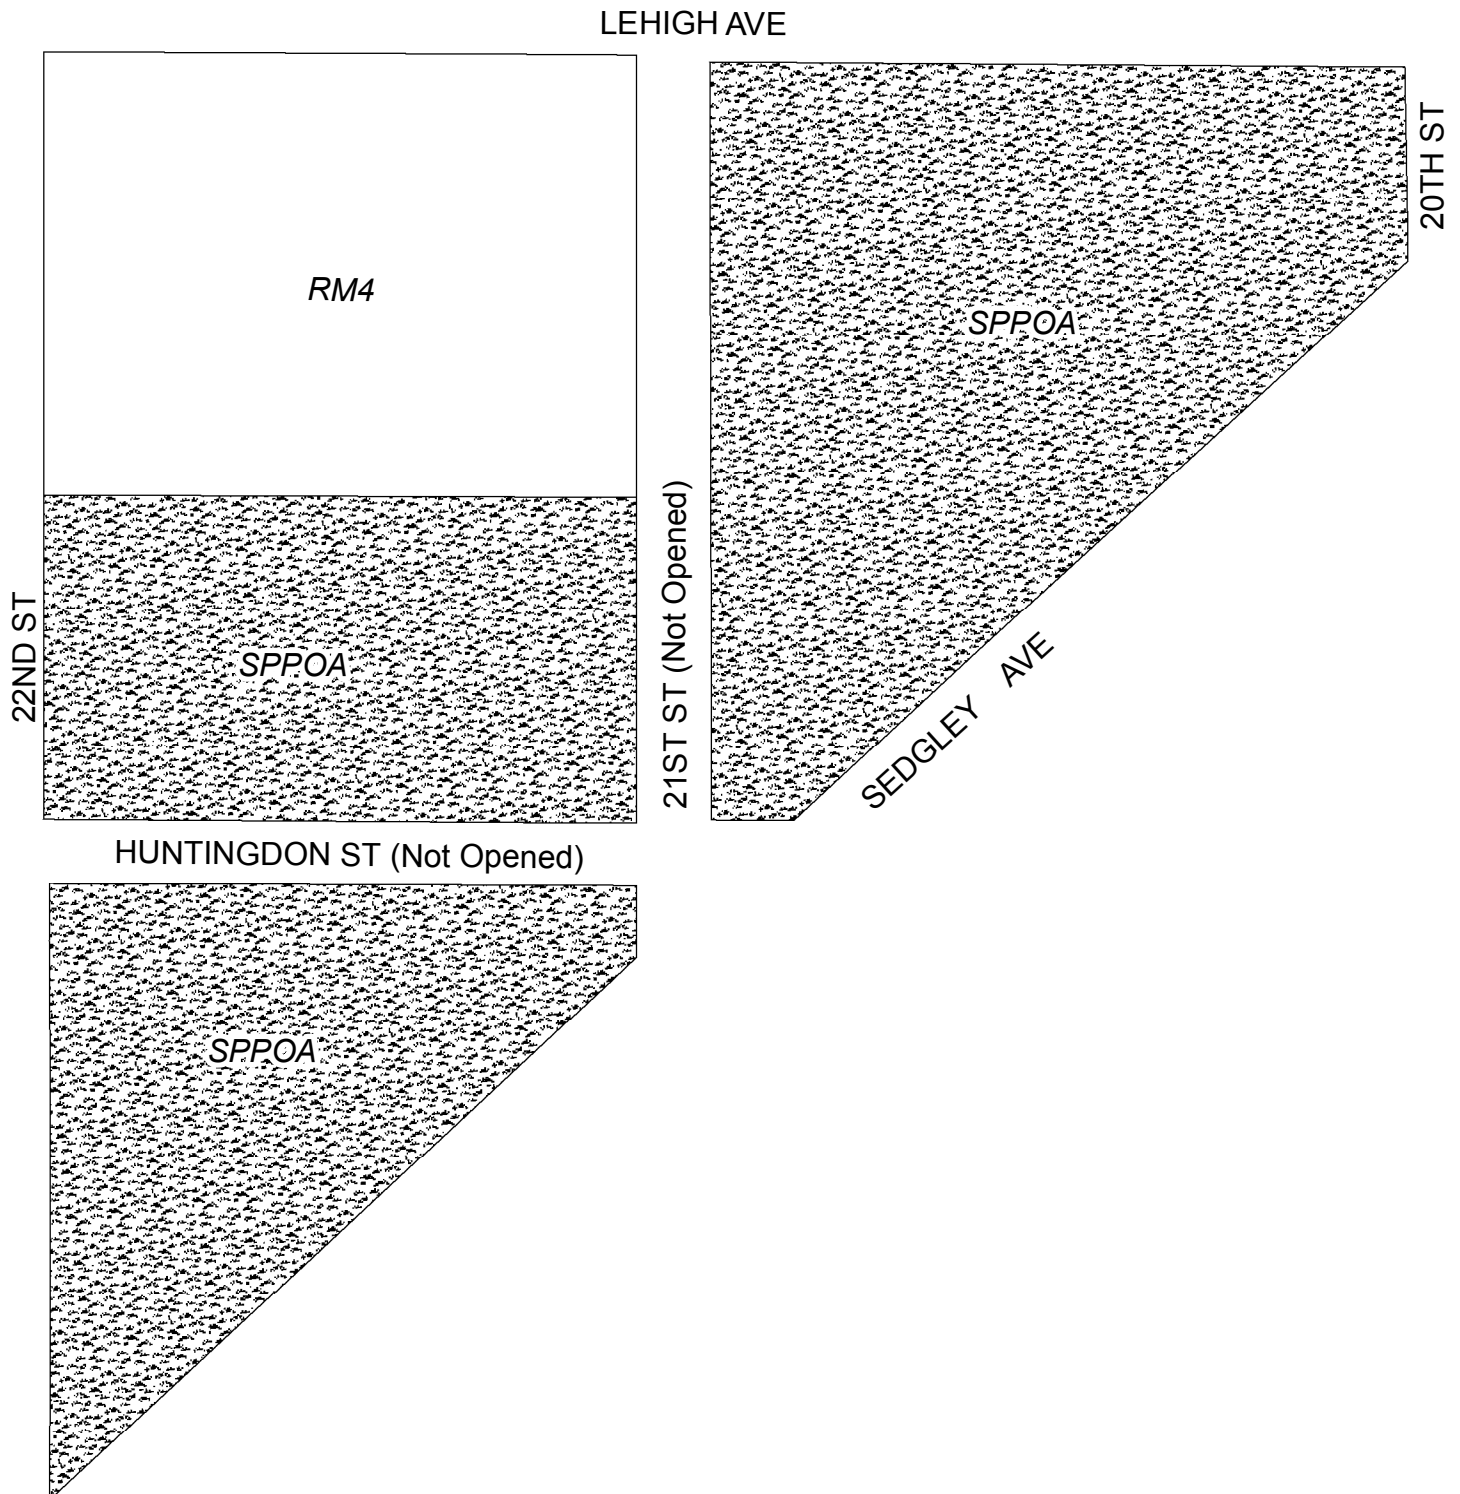 LEHIGH AVE
20TH ST
RM4
SPPOA
21ST ST (Not Opened)
22ND ST
SPPOA
SEDGLEY AVE
HUNTINGDON ST (Not Opened)
SPPOA